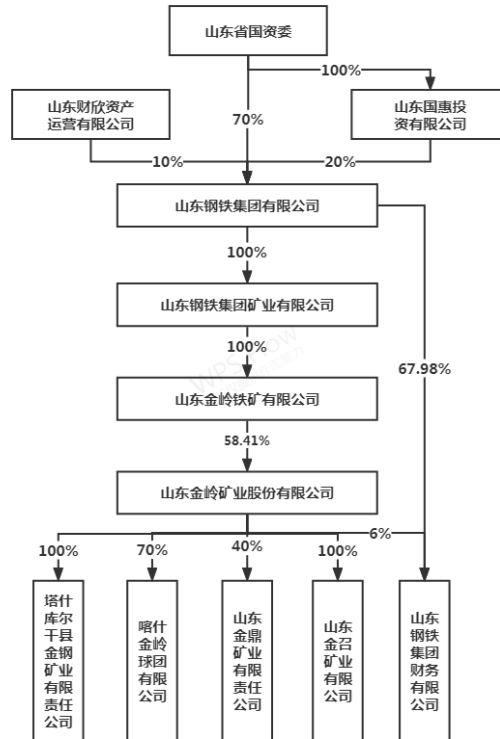 山东省国资委
100%
山东财欣资产
运营有限公司
70%
山东国惠投
资有限公司
10%
20%
山东钢铁集团有限公司
100%
山东钢铁集团矿业有限公司
100%
67.98%
山东金岭铁矿有限公司
58.41%
山东金岭矿业股份有限公司
6%
100%
70%
40%
100%
塔什
库尔
干县
金钢
矿业
有限
责任
公司
喀什
金岭
球团
有限
公司
山东
金鼎
矿业
有限
责任
公司
山东
金召
矿业
有限
公司
山东
钢铁
集团
财务
有限
公司